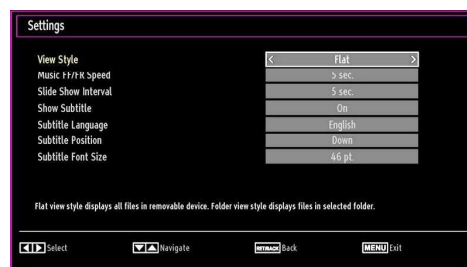 Settings
View Style < Flat >
Music FF/FR Speed 5 sec.
Slide Show Interval 5 sec.
Show Subtitle On
Subtitle Language English
Subtitle Position Down
Subtitle Font Size 46 pt.
Flat view style displays all files in removable device. Folder view style displays files in selected folder.
Select Navigate Back MENU Exit